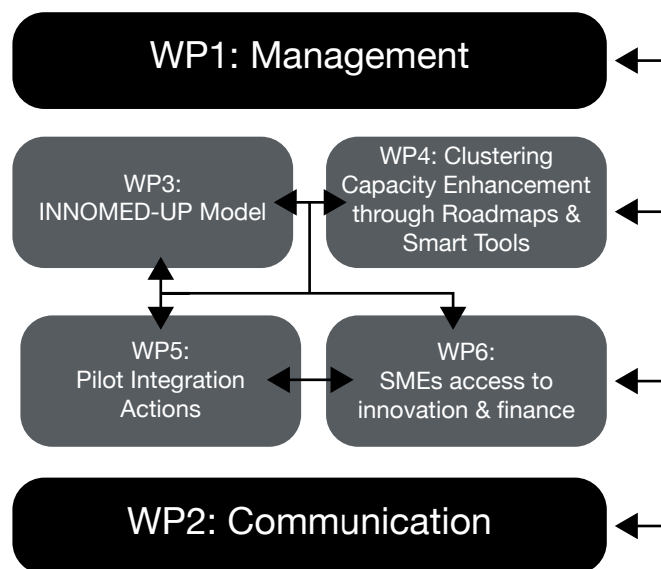 WP1: Management
WP3:
INNOMED-UP Model
WP4: Clustering
Capacity Enhancement
through Roadmaps &
Smart Tools
WP5:
Pilot Integration
Actions
WP6:
SMEs access to
innovation & finance
WP2: Communication